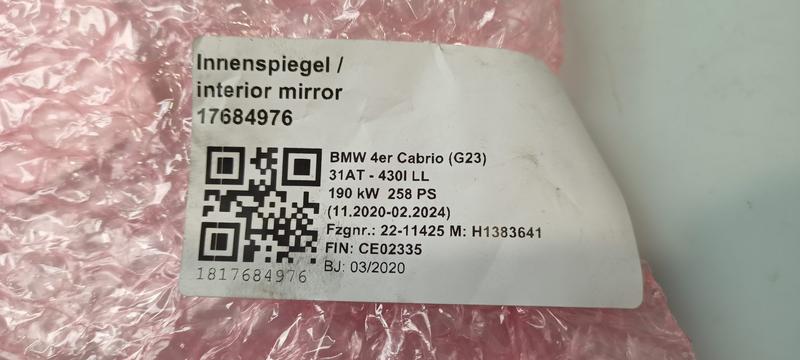 Innenspiegel /
interior mirror
17684976
BMW 4er Cabrio (G23)
31AT - 430I LL
190 kW 258 PS
(11.2020-02.2024)
Fzgnr.: 22-11425 M: H1383641
FIN: CE02335
BJ: 03/2020
1817684976